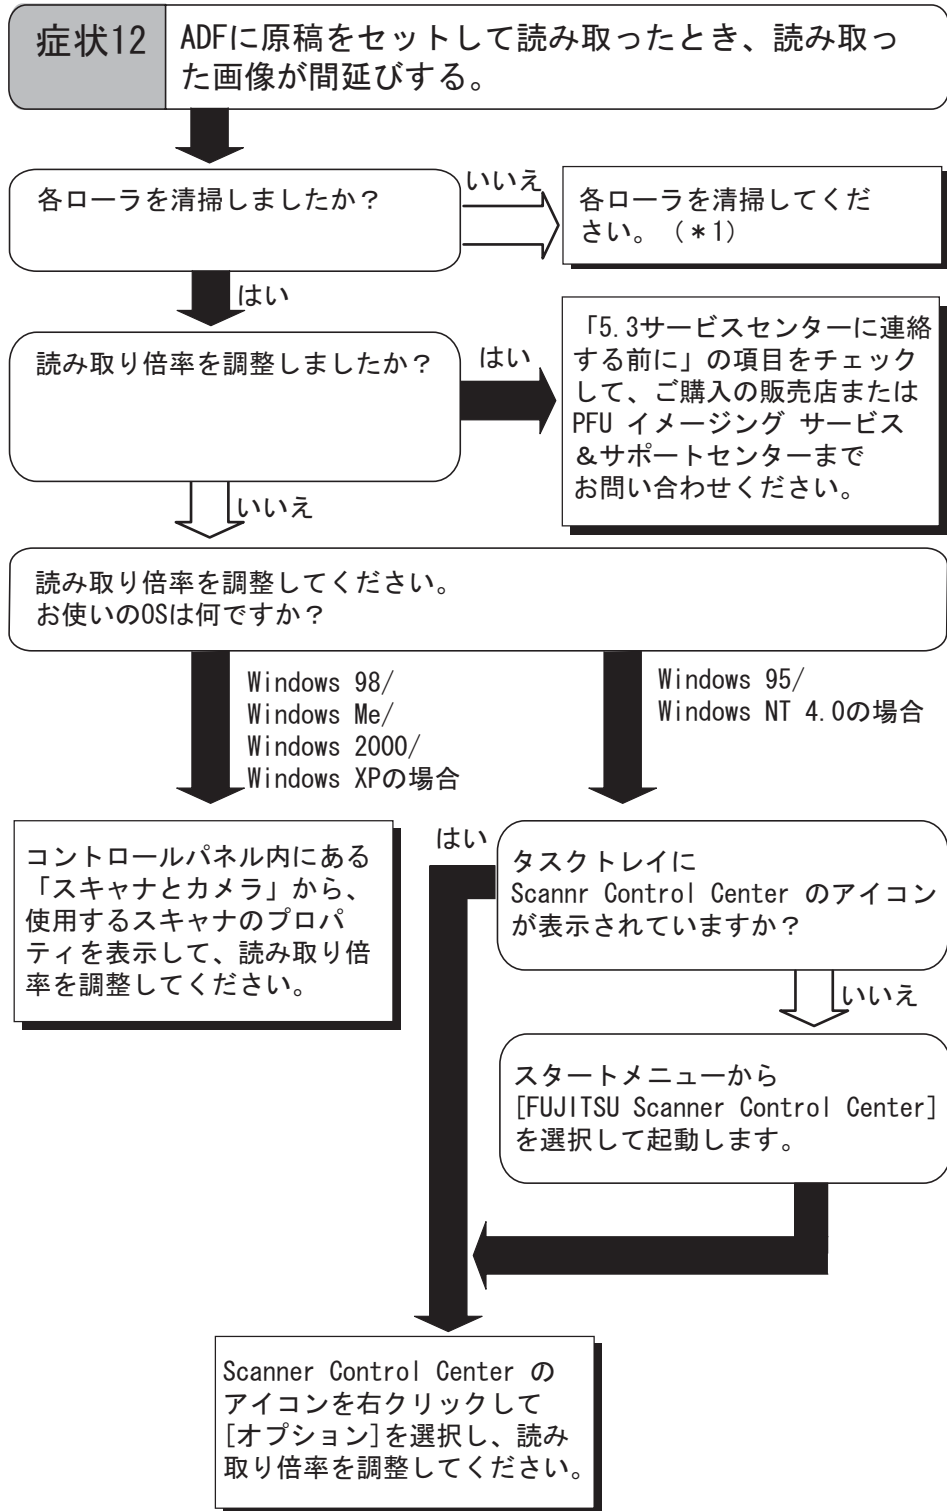 症状12
ADFに原稿をセットして読み取ったとき、読み取っ
た画像が間延びする。
各ローラを清掃しましたか？
いいえ
各ローラを清掃してくだ
さい。（＊1）
はい
読み取り倍率を調整しましたか？
はい
「5.3サービスセンターに連絡
する前に」の項目をチェック
して、ご購入の販売店または
PFU イメージング サービス
＆サポートセンターまで
お問い合わせください。
いいえ
読み取り倍率を調整してください。
お使いのOSは何ですか？
Windows 98/
Windows Me/
Windows 2000/
Windows XPの場合
Windows 95/
Windows NT 4.0の場合
コントロールパネル内にある
「スキャナとカメラ」から、
使用するスキャナのプロパ
ティを表示して、読み取り倍
率を調整してください。
はい
タスクトレイに
Scannr Control Center のアイコン
が表示されていますか？
いいえ
スタートメニューから
[FUJITSU Scanner Control Center]
を選択して起動します。
Scanner Control Center の
アイコンを右クリックして
[オプション]を選択し、読み
取り倍率を調整してください。